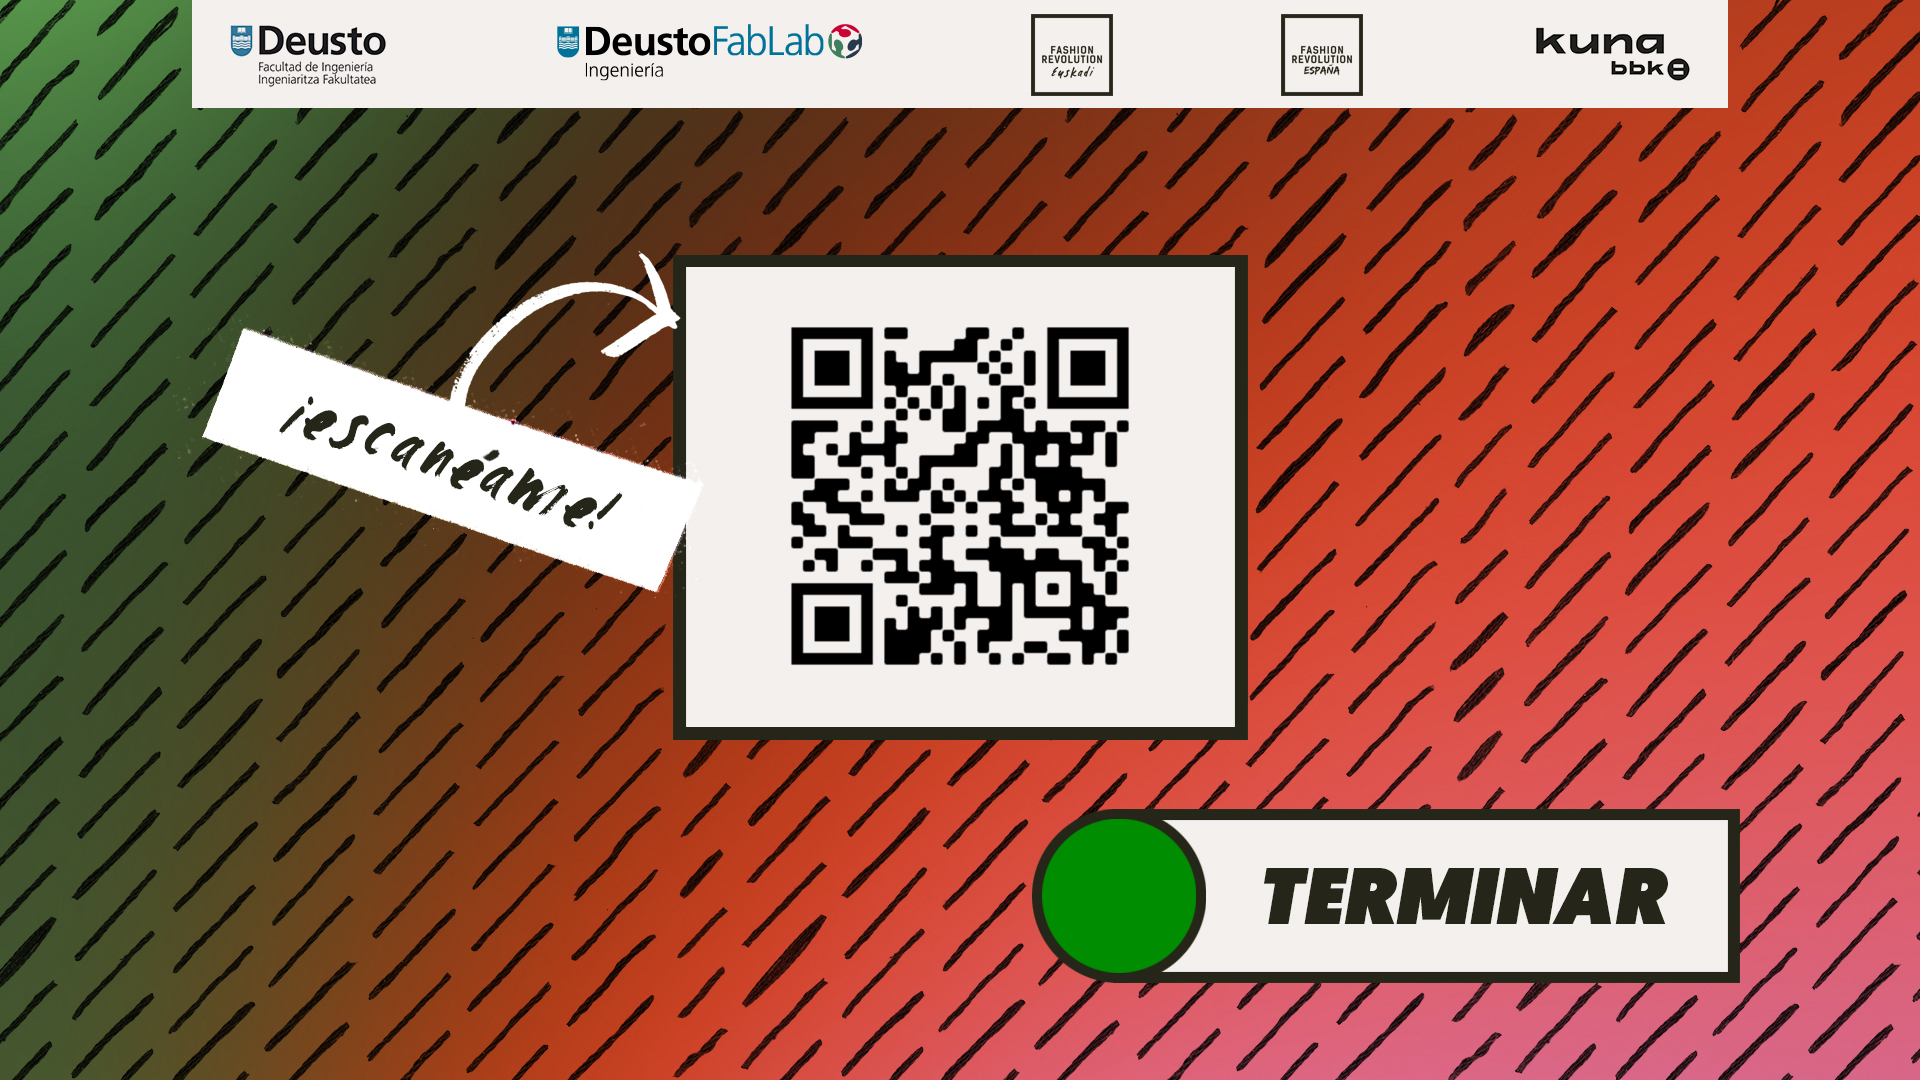 Deusto
Facultad de Ingeniería
Ingeniaritza Fakultatea
DeustoFabLab
Ingeniería
FASHION
REVOLUTION
Euskadi
FASHION
REVOLUTION
ESPAÑA
kuna
bbk
¡escanéame!
TERMINAR